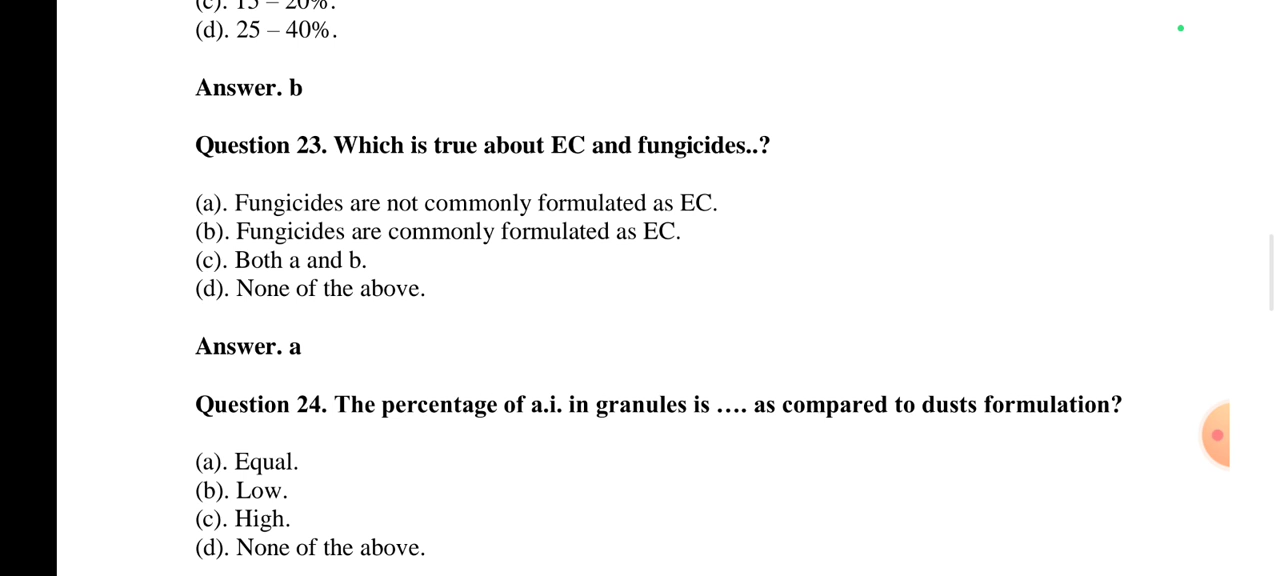 (c). 15 – 20%.
(d). 25 – 40%.
Answer. b
Question 23. Which is true about EC and fungicides..?
(a). Fungicides are not commonly formulated as EC.
(b). Fungicides are commonly formulated as EC.
(c). Both a and b.
(d). None of the above.
Answer. a
Question 24. The percentage of a.i. in granules is …. as compared to dusts formulation?
(a). Equal.
(b). Low.
(c). High.
(d). None of the above.